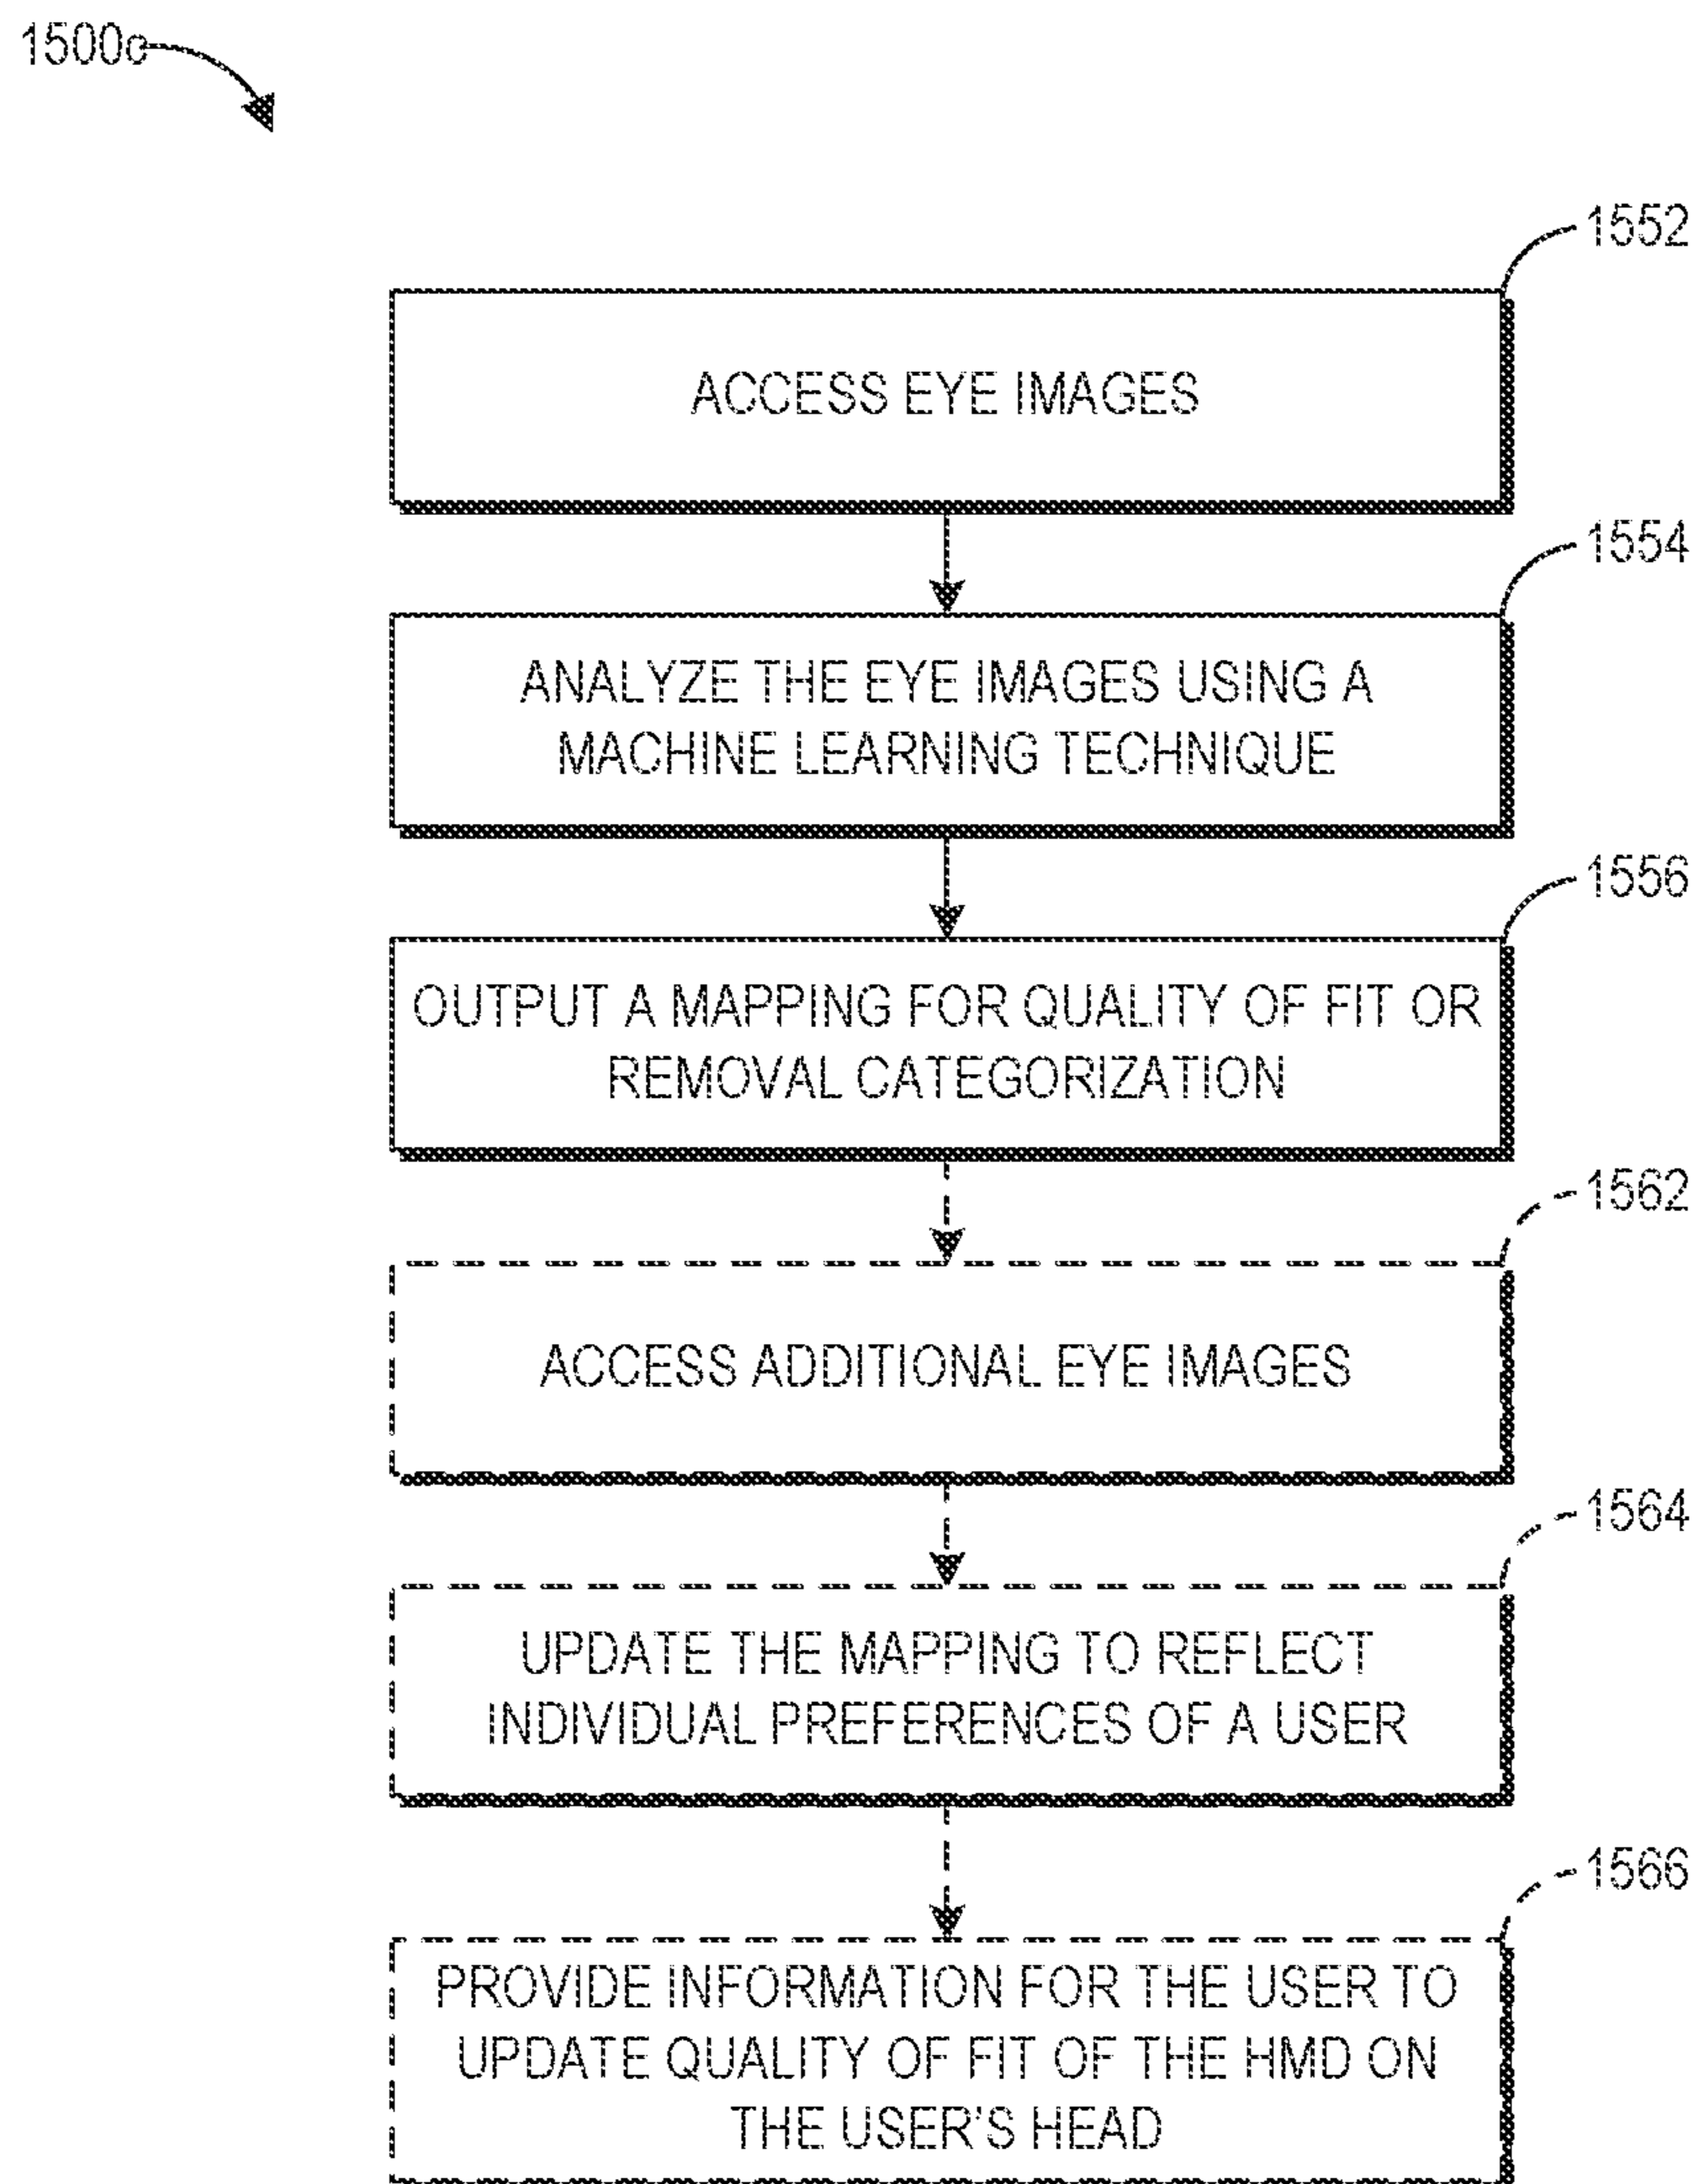 1500c
1552
ACCESS EYE IMAGES
1554
ANALYZE THE EYE IMAGES USING A
MACHINE LEARNING TECHNIQUE
1556
OUTPUT A MAPPING FOR QUALITY OF FIT OR
REMOVAL CATEGORIZATION
1562
ACCESS ADDITIONAL EYE IMAGES
1564
UPDATE THE MAPPING TO REFLECT
INDIVIDUAL PREFERENCES OF A USER
1566
PROVIDE INFORMATION FOR THE USER TO
UPDATE QUALITY OF FIT OF THE HMD ON
THE USER'S HEAD